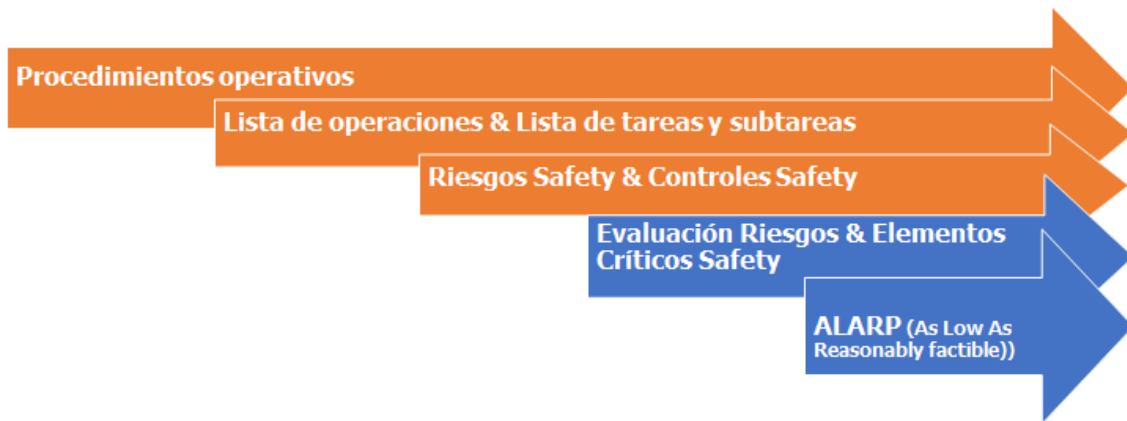 Procedimientos operativos
Lista de operaciones & Lista de tareas y subtareas
Riesgos Safety & Controles Safety
Evaluación Riesgos & Elementos
Críticos Safety
ALARP (As Low As
Reasonably factible))